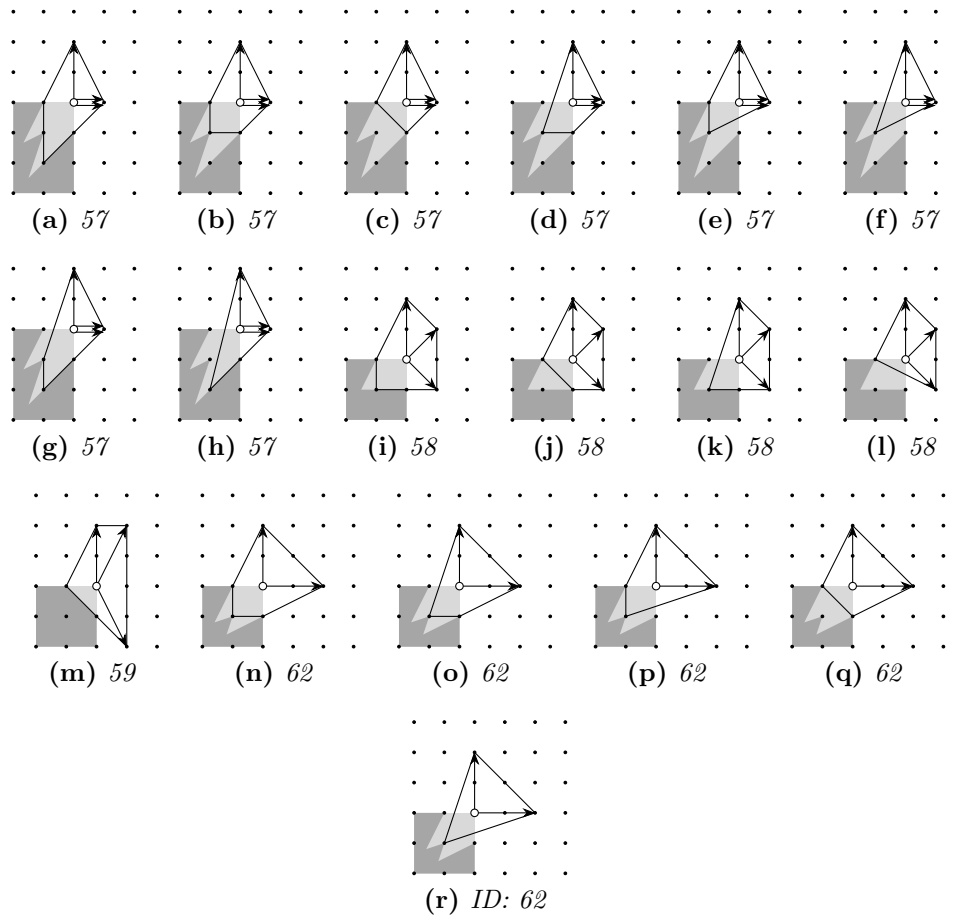 (a) 57 (b) 57 (c) 57 (d) 57 (e) 57 (f) 57
(g) 57 (h) 57 (i) 58 (j) 58 (k) 58 (l) 58
(m) 59 (n) 62 (o) 62 (p) 62 (q) 62
(r) ID: 62